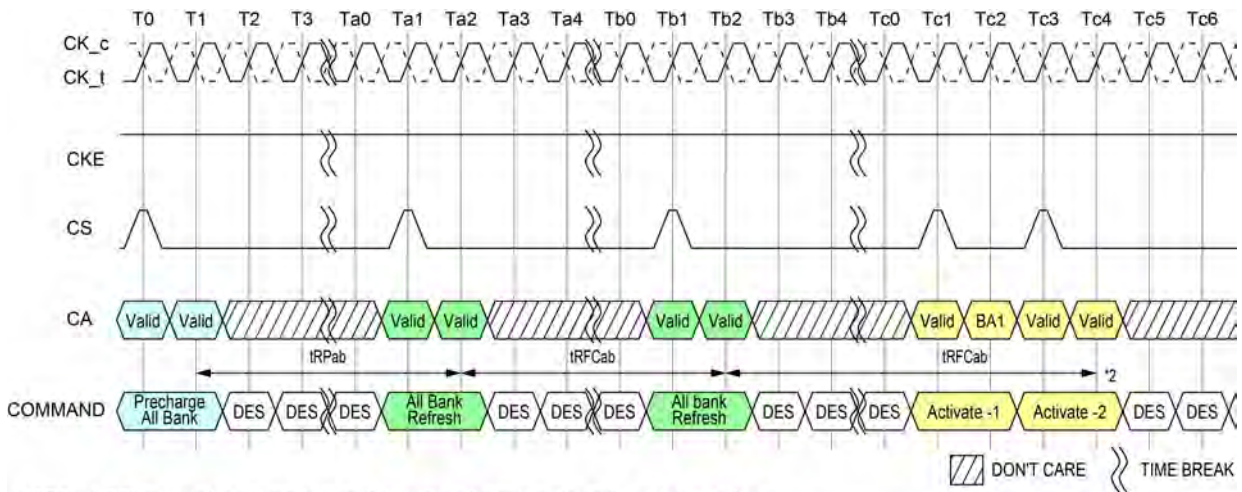 T0 T1 T2 T3 Ta0 Ta1 Ta2 Ta3 Ta4 Tb0 Tb1 Tb2 Tb3 Tb4 Tc0 Tc1 Tc2 Tc3 Tc4 Tc5 Tc6
CK_c
CK_t
CKE
CS
CA Valid Valid Valid Valid Valid Valid Valid BA1 Valid Valid
tRPab tRFCab tRFCab *2
COMMAND Precharge All Bank DES DES DES All Bank Refresh DES DES DES All bank Refresh DES DES DES Activate -1 Activate -2 DES DES
DON'T CARE TIME BREAK